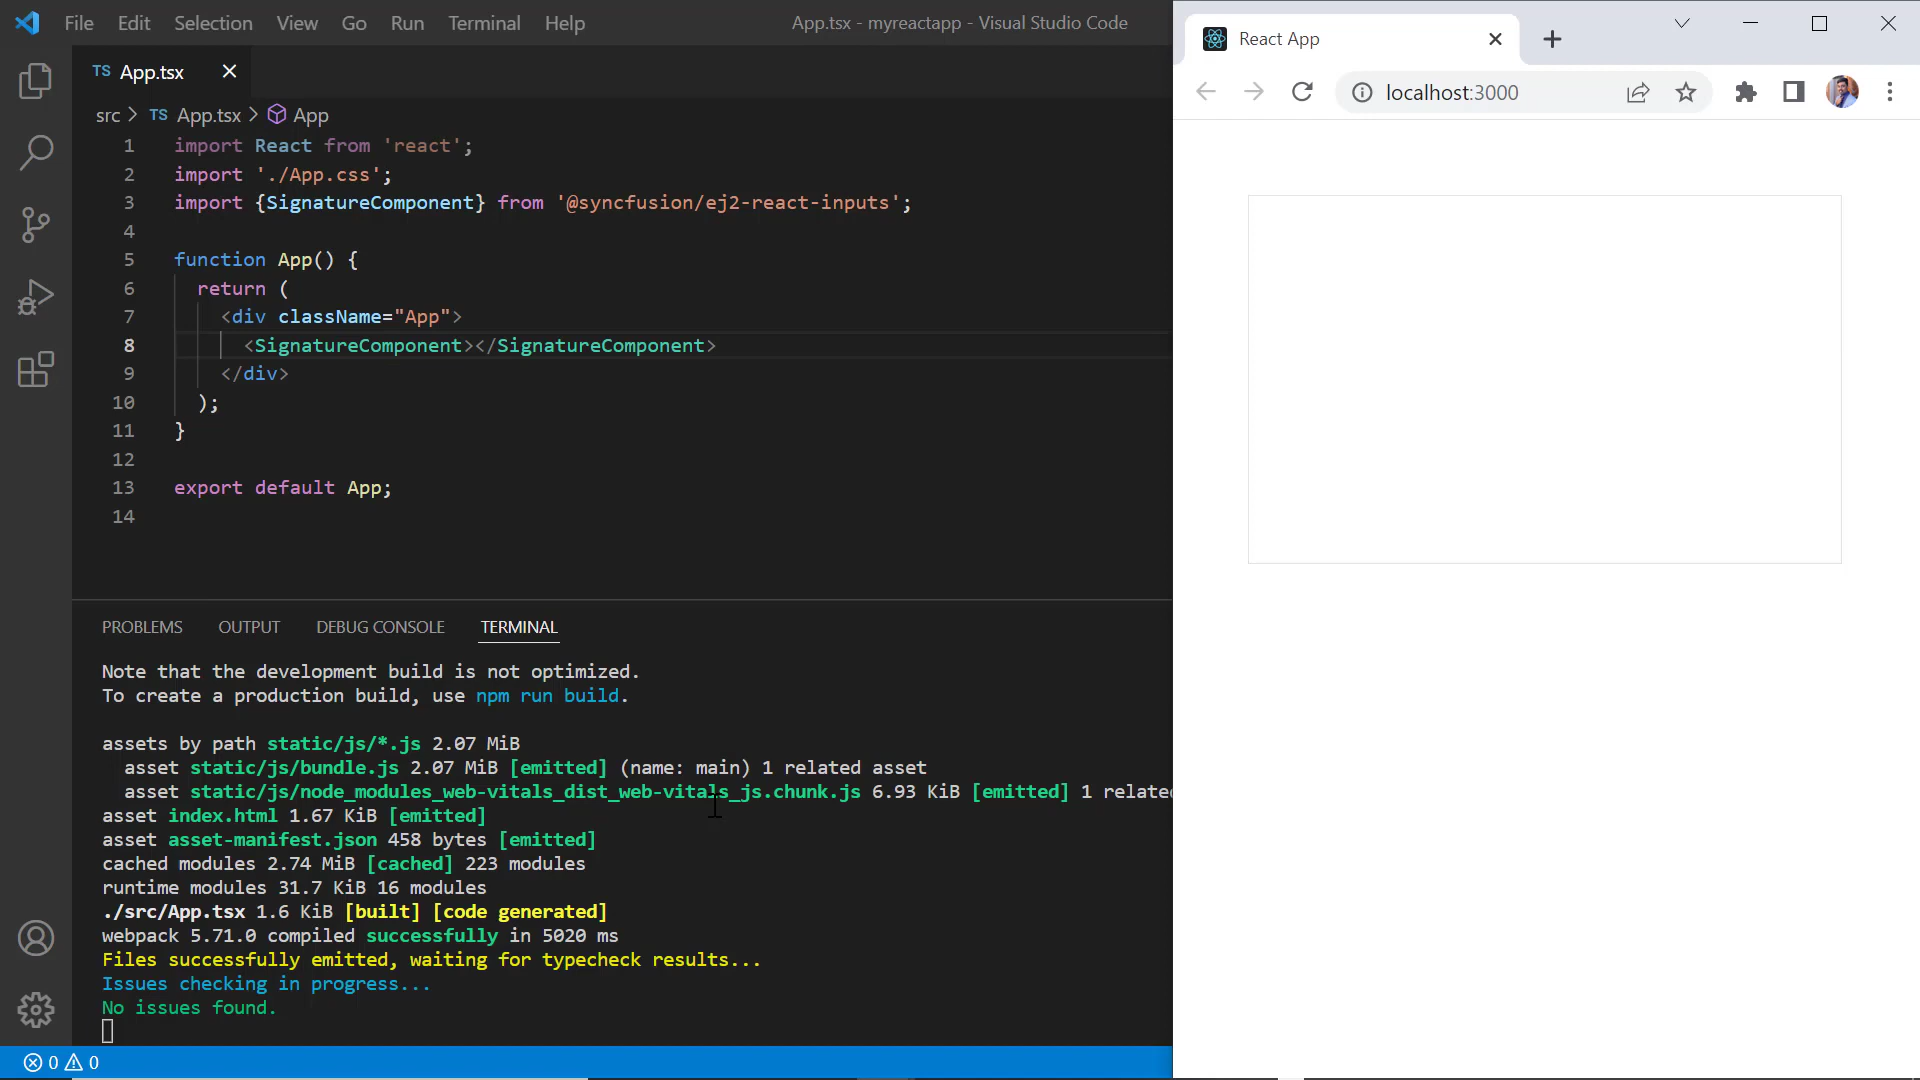 File Edit Selection View Go Run Terminal Help App.tsx - myreactapp - Visual Studio Code
TS App.tsx
src > TS App.tsx > App
1 import React from 'react';
2 import './App.css';
3 import {SignatureComponent} from '@syncfusion/ej2-react-inputs';
4
5 function App() {
6 return (
7 <div className="App">
8 <SignatureComponent></SignatureComponent>
9 </div>
10 );
11 }
12
13 export default App;
14
PROBLEMS OUTPUT DEBUG CONSOLE TERMINAL
Note that the development build is not optimized.
To create a production build, use npm run build.
assets by path static/js/*.js 2.07 MiB
asset static/js/bundle.js 2.07 MiB [emitted] (name: main) 1 related asset
asset static/js/node_modules_web-vitals_dist_web-vitals_js.chunk.js 6.93 KiB [emitted] 1 related
asset index.html 1.67 KiB [emitted]
asset asset-manifest.json 458 bytes [emitted]
cached modules 2.74 MiB [cached] 223 modules
runtime modules 31.7 KiB 16 modules
./src/App.tsx 1.6 KiB [built] [code generated]
webpack 5.71.0 compiled successfully in 5020 ms
Files successfully emitted, waiting for typecheck results...
Issues checking in progress...
No issues found.
0 0
React App
localhost:3000